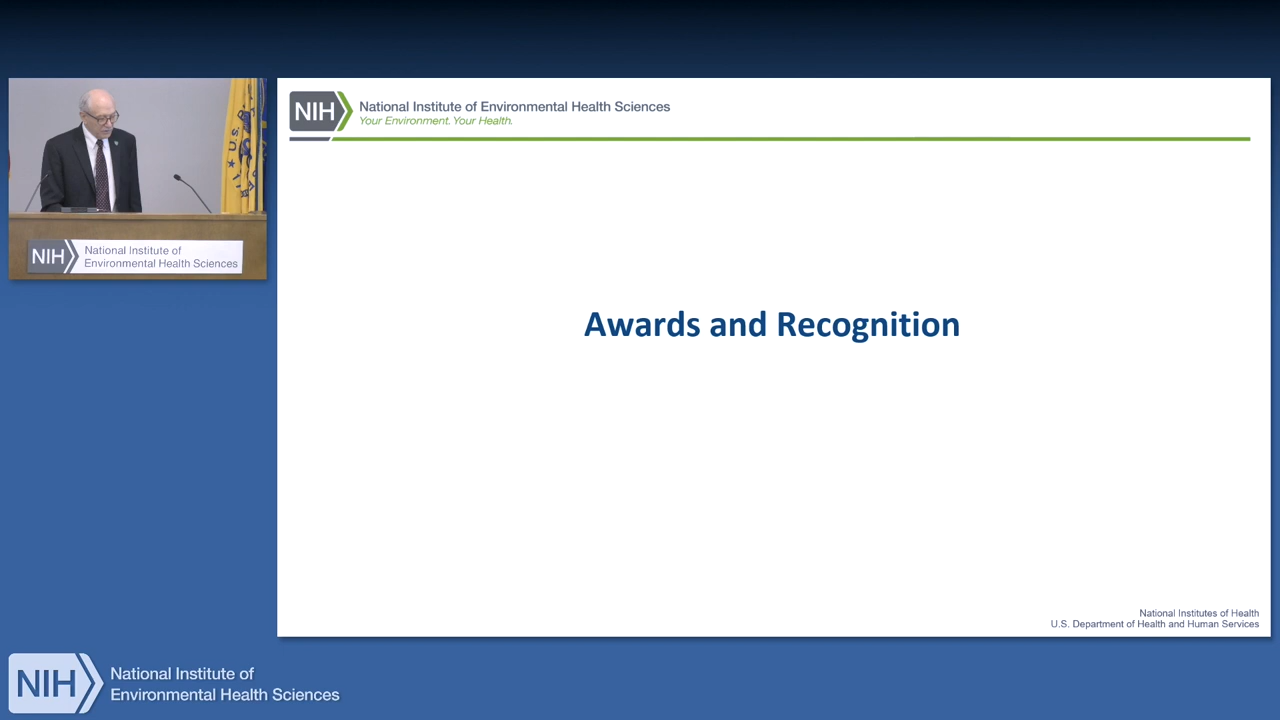 NIH
National Institute of
Environmental Health Sciences
NIH
National Institute of Environmental Health Sciences
Your Environment. Your Health.
Awards and Recognition
National Institutes of Health
U.S. Department of Health and Human Services
NIH
National Institute of
Environmental Health Sciences